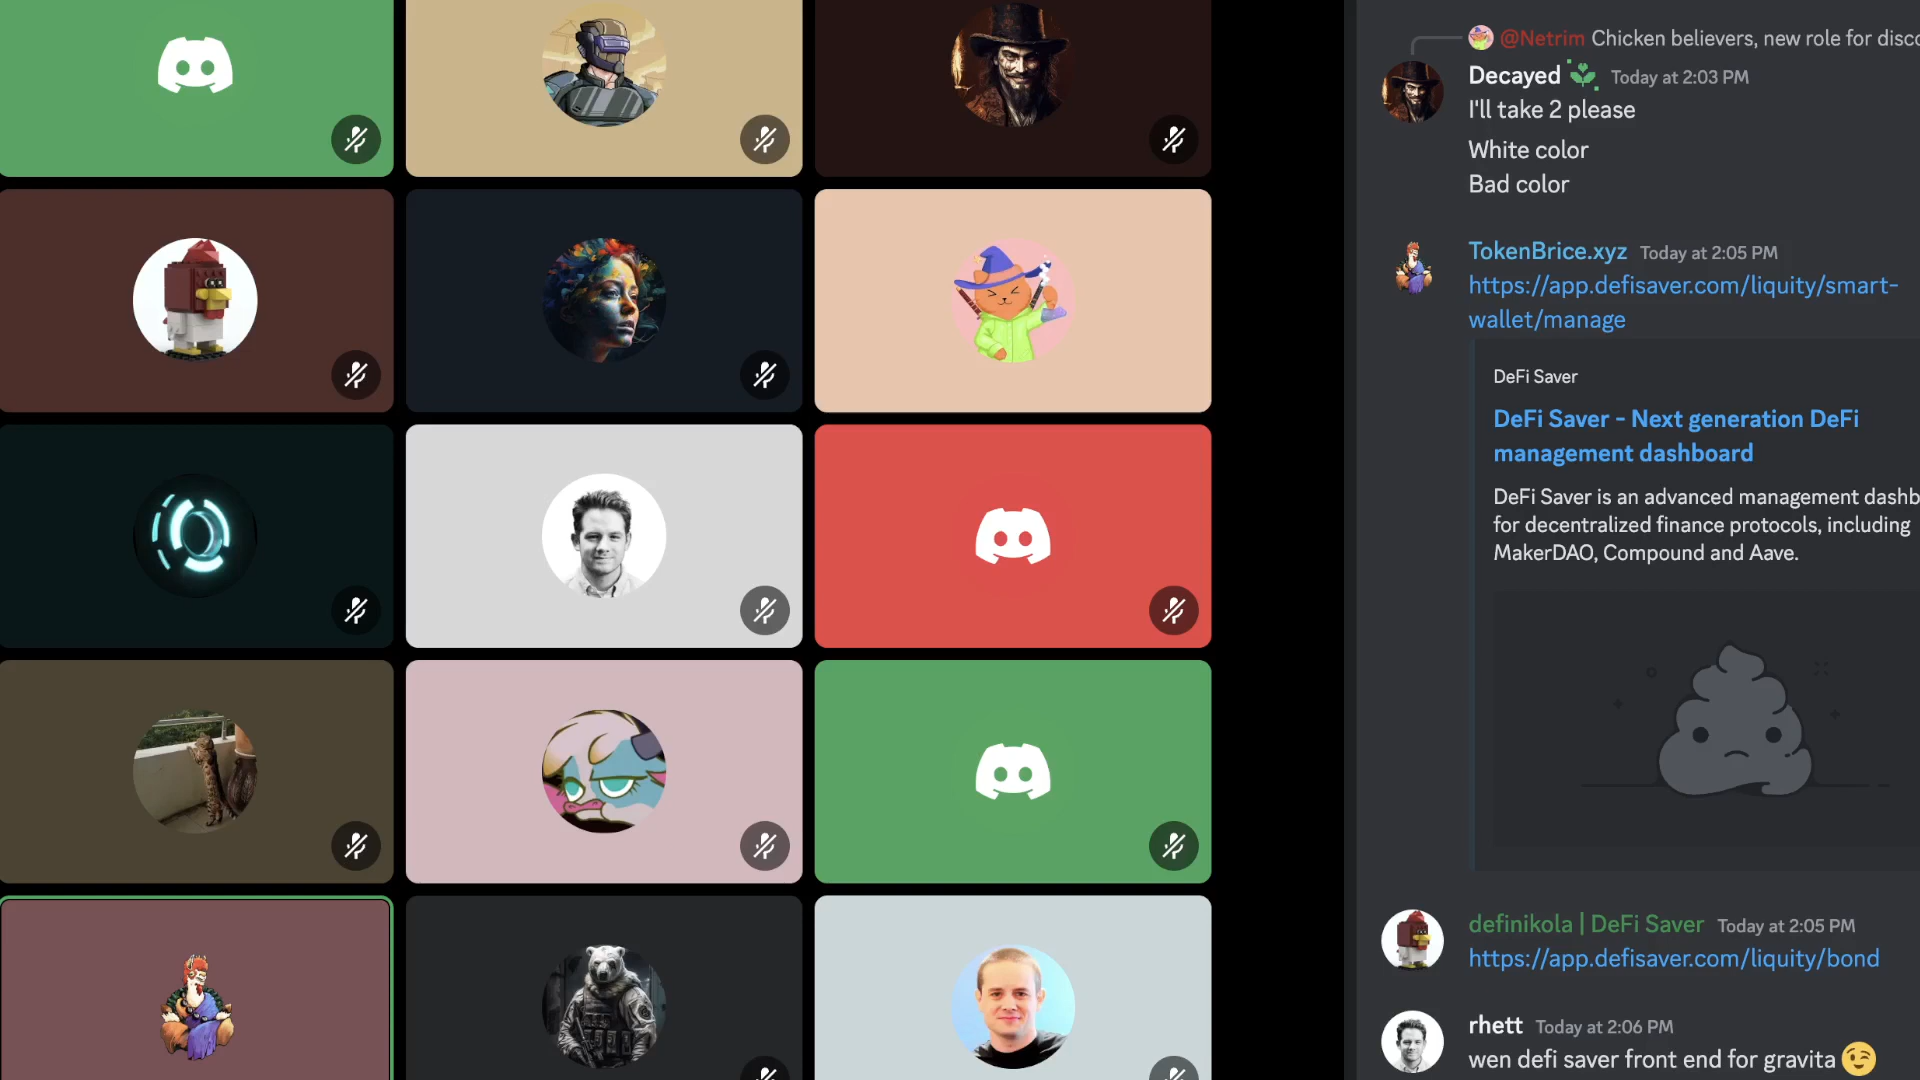 @Netrim Chicken believers, new role for disco
Decayed Today at 2:03 PM
I'll take 2 please
White color
Bad color
TokenBrice.xyz Today at 2:05 PM
https://app.defisaver.com/liquity/smart-
wallet/manage
DeFi Saver
DeFi Saver - Next generation DeFi
management dashboard
DeFi Saver is an advanced management dashb
for decentralized finance protocols, including
MakerDAO, Compound and Aave.
definikola | DeFi Saver Today at 2:05 PM
https://app.defisaver.com/liquity/bond
rhett Today at 2:06 PM
wen defi saver front end for gravita 😉